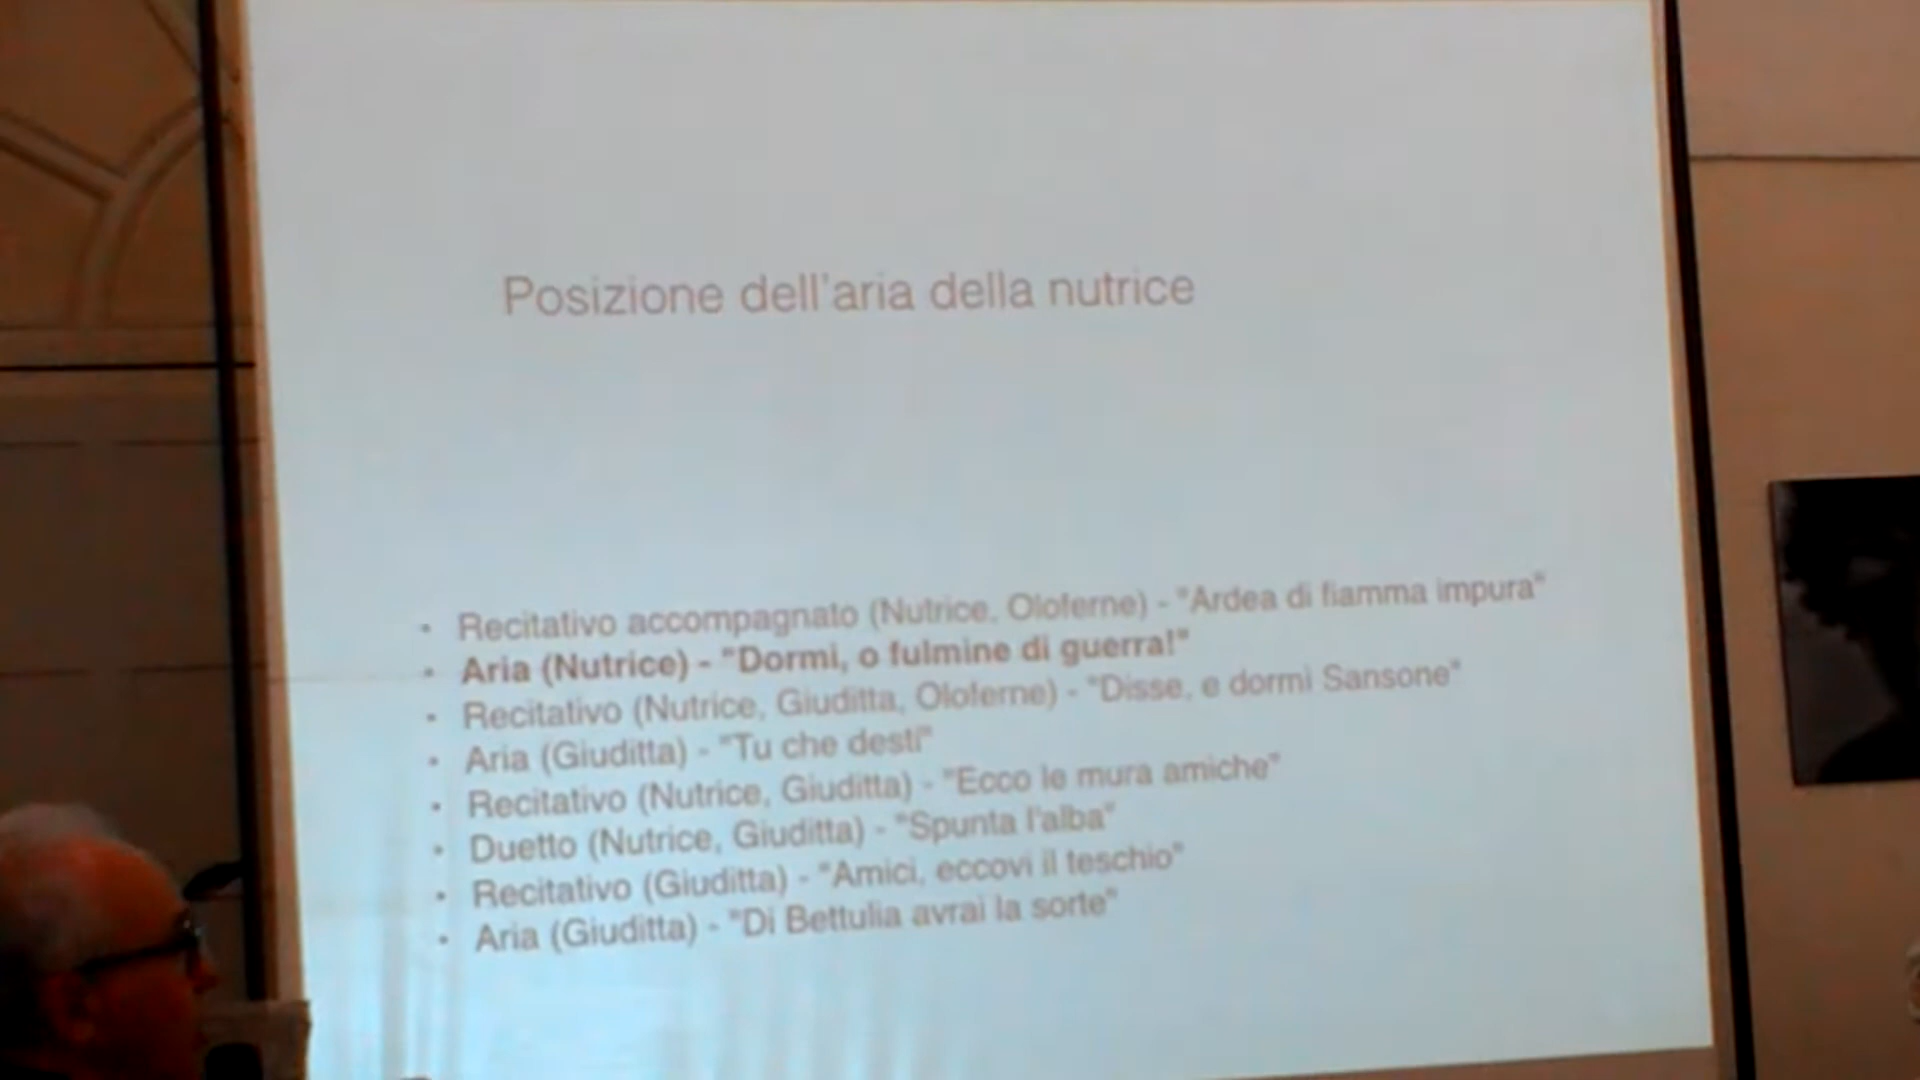 Posizione dell'aria della nutrice
• Recitativo accompagnato (Nutrice, Oloferne) - "Ardea di fiamma impura"
• Aria (Nutrice) - "Dormi, o fulmine di guerra!"
• Recitativo (Nutrice, Giuditta, Oloferne) - "Disse, e dormì Sansone"
• Aria (Giuditta) - "Tu che desti"
• Recitativo (Nutrice, Giuditta) - "Ecco le mura amiche"
• Duetto (Nutrice, Giuditta) - "Spunta l'alba"
• Recitativo (Giuditta) - "Amici, eccovi il teschio"
• Aria (Giuditta) - "Di Bettulia avrai la sorte"